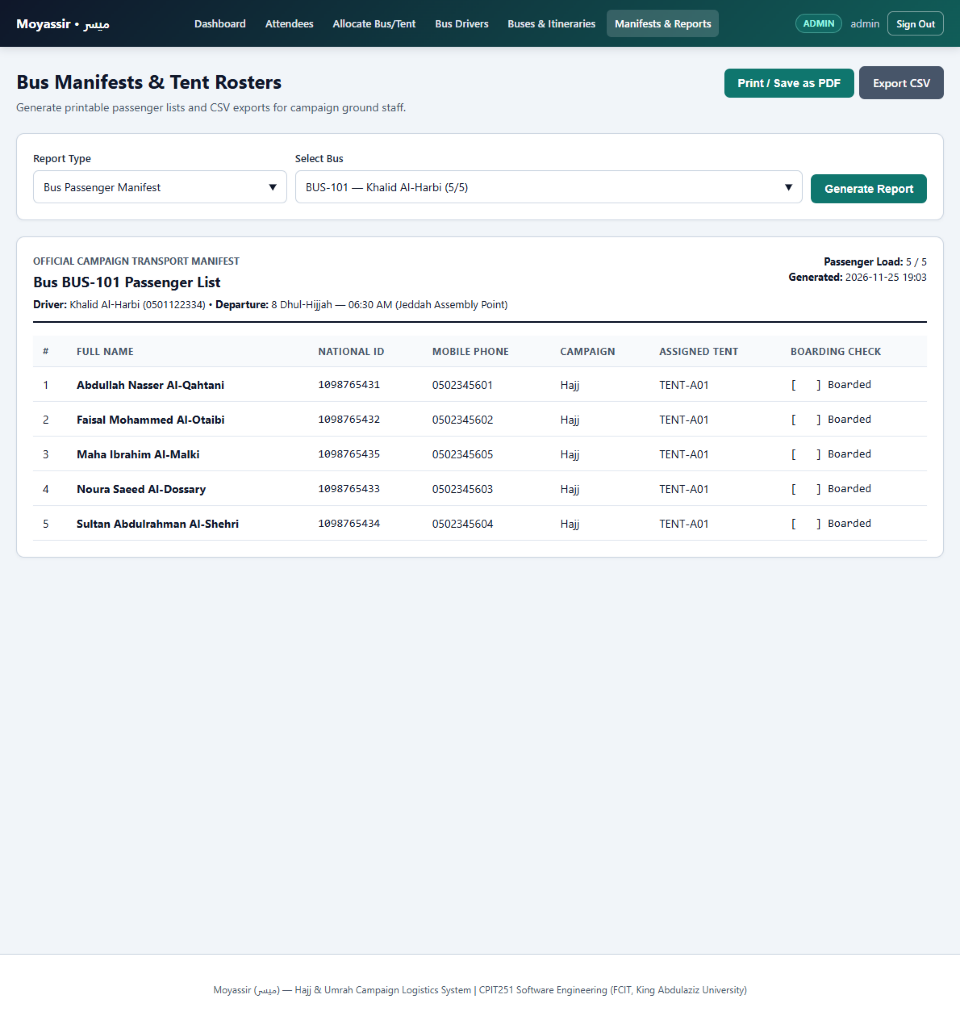 Moyassir • ميسر
Dashboard Attendees Allocate Bus/Tent Bus Drivers Buses & Itineraries Manifests & Reports ADMIN admin Sign Out
Bus Manifests & Tent Rosters
Generate printable passenger lists and CSV exports for campaign ground staff.
Print / Save as PDF Export CSV
Report Type Select Bus
Bus Passenger Manifest ▼ BUS-101 — Khalid Al-Harbi (5/5) ▼ Generate Report
OFFICIAL CAMPAIGN TRANSPORT MANIFEST
Bus BUS-101 Passenger List
Driver: Khalid Al-Harbi (0501122334) • Departure: 8 Dhul-Hijjah — 06:30 AM (Jeddah Assembly Point)
Passenger Load: 5 / 5
Generated: 2026-11-25 19:03
# FULL NAME NATIONAL ID MOBILE PHONE CAMPAIGN ASSIGNED TENT BOARDING CHECK
1 Abdullah Nasser Al-Qahtani 1098765431 0502345601 Hajj TENT-A01 [ ] Boarded
2 Faisal Mohammed Al-Otaibi 1098765432 0502345602 Hajj TENT-A01 [ ] Boarded
3 Maha Ibrahim Al-Malki 1098765435 0502345605 Hajj TENT-A01 [ ] Boarded
4 Noura Saeed Al-Dossary 1098765433 0502345603 Hajj TENT-A01 [ ] Boarded
5 Sultan Abdulrahman Al-Shehri 1098765434 0502345604 Hajj TENT-A01 [ ] Boarded
Moyassir (ميسر) — Hajj & Umrah Campaign Logistics System | CPIT251 Software Engineering (FCIT, King Abdulaziz University)